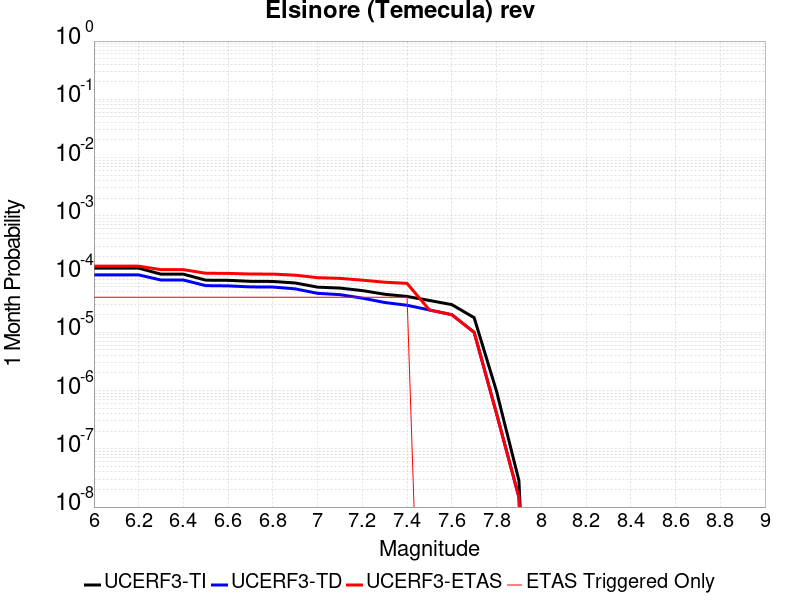 Elsinore (Temecula) rev
10^0
10^-1
10^-2
10^-3
10^-4
10^-5
10^-6
10^-7
10^-8
1 Month Probability
6 6.2 6.4 6.6 6.8 7 7.2 7.4 7.6 7.8 8 8.2 8.4 8.6 8.8 9
Magnitude
UCERF3-TI UCERF3-TD UCERF3-ETAS ETAS Triggered Only